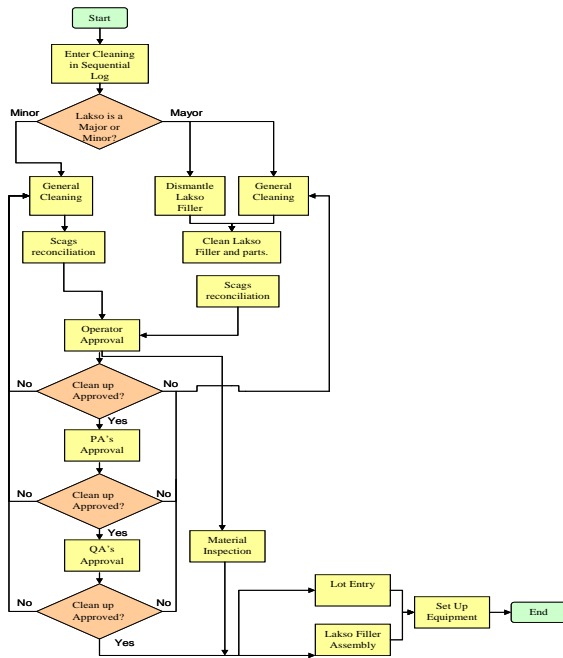 Start
Enter Cleaning
in Sequential
Log
Minor
Mayor
Lakso is a
Major or
Minor?
General
Cleaning
Dismantle
Lakso
Filler
General
Cleaning
Scags
reconciliation
Clean Lakso
Filler and parts.
Scags
reconciliation
Operator
Approval
No
Clean up
Approved?
No
Yes
PA's
Approval
No
Clean up
Approved?
No
Yes
QA's
Approval
Material
Inspection
No
Clean up
Approved?
No
Yes
Lot Entry
Set Up
Equipment
End
Lakso Filler
Assembly